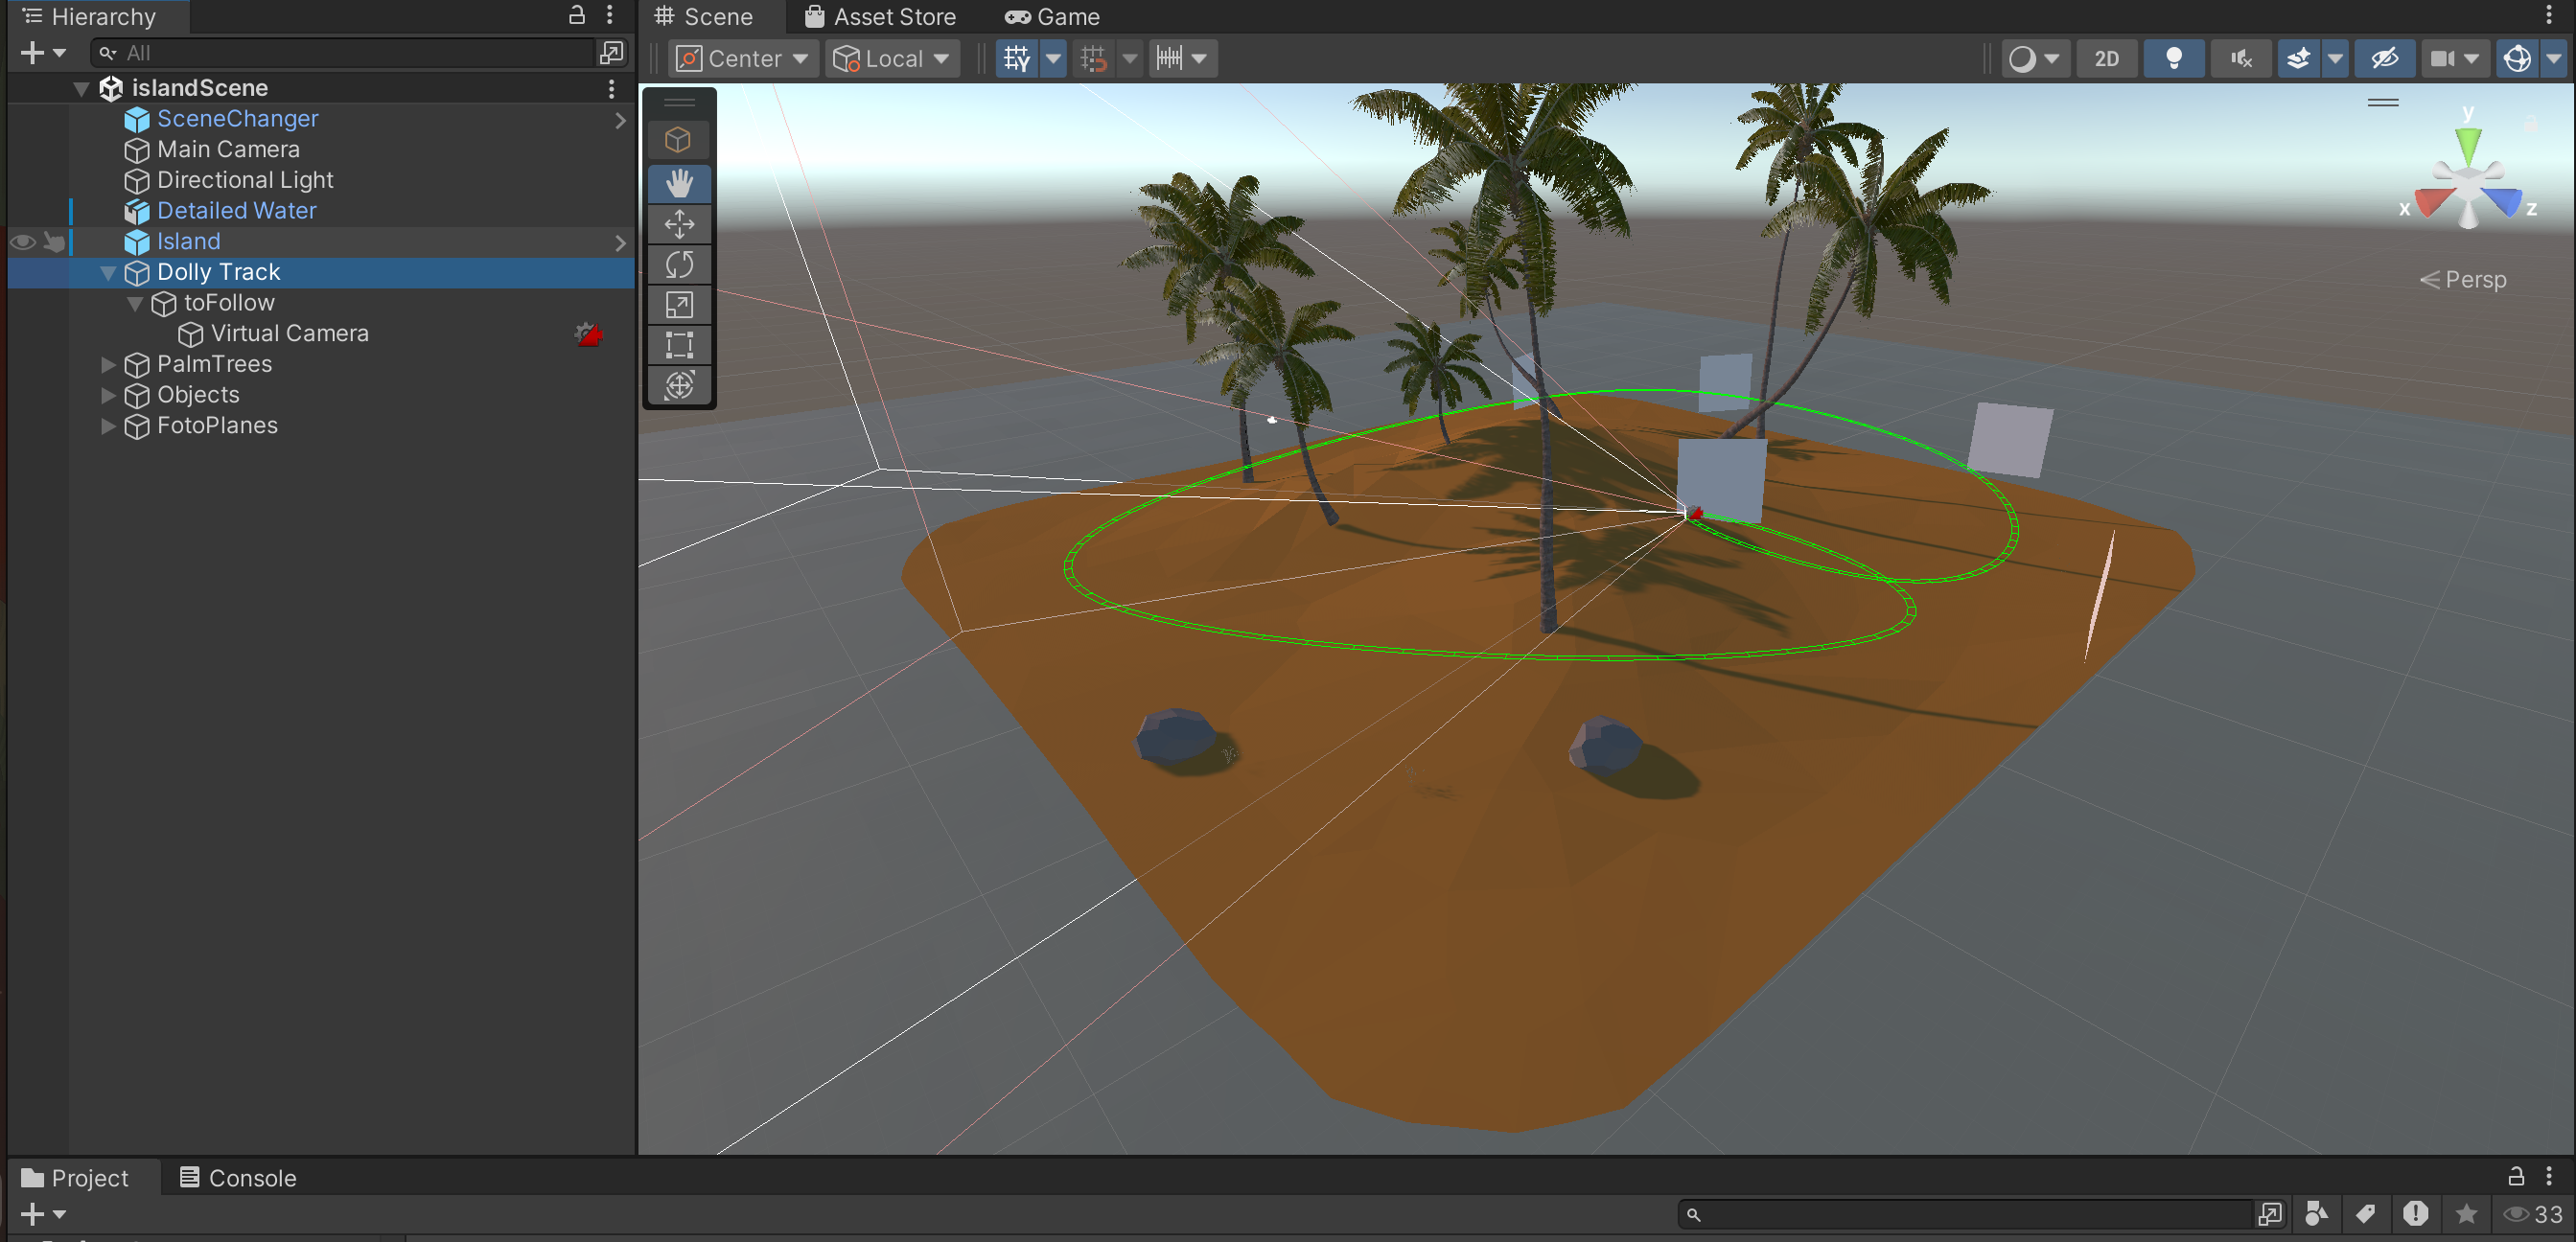 Hierarchy
All
islandScene
SceneChanger
Main Camera
Directional Light
Detailed Water
Island
Dolly Track
toFollow
Virtual Camera
PalmTrees
Objects
FotoPlanes
Scene Asset Store Game
Center Local 2D
y
x z
Persp
Project Console
33